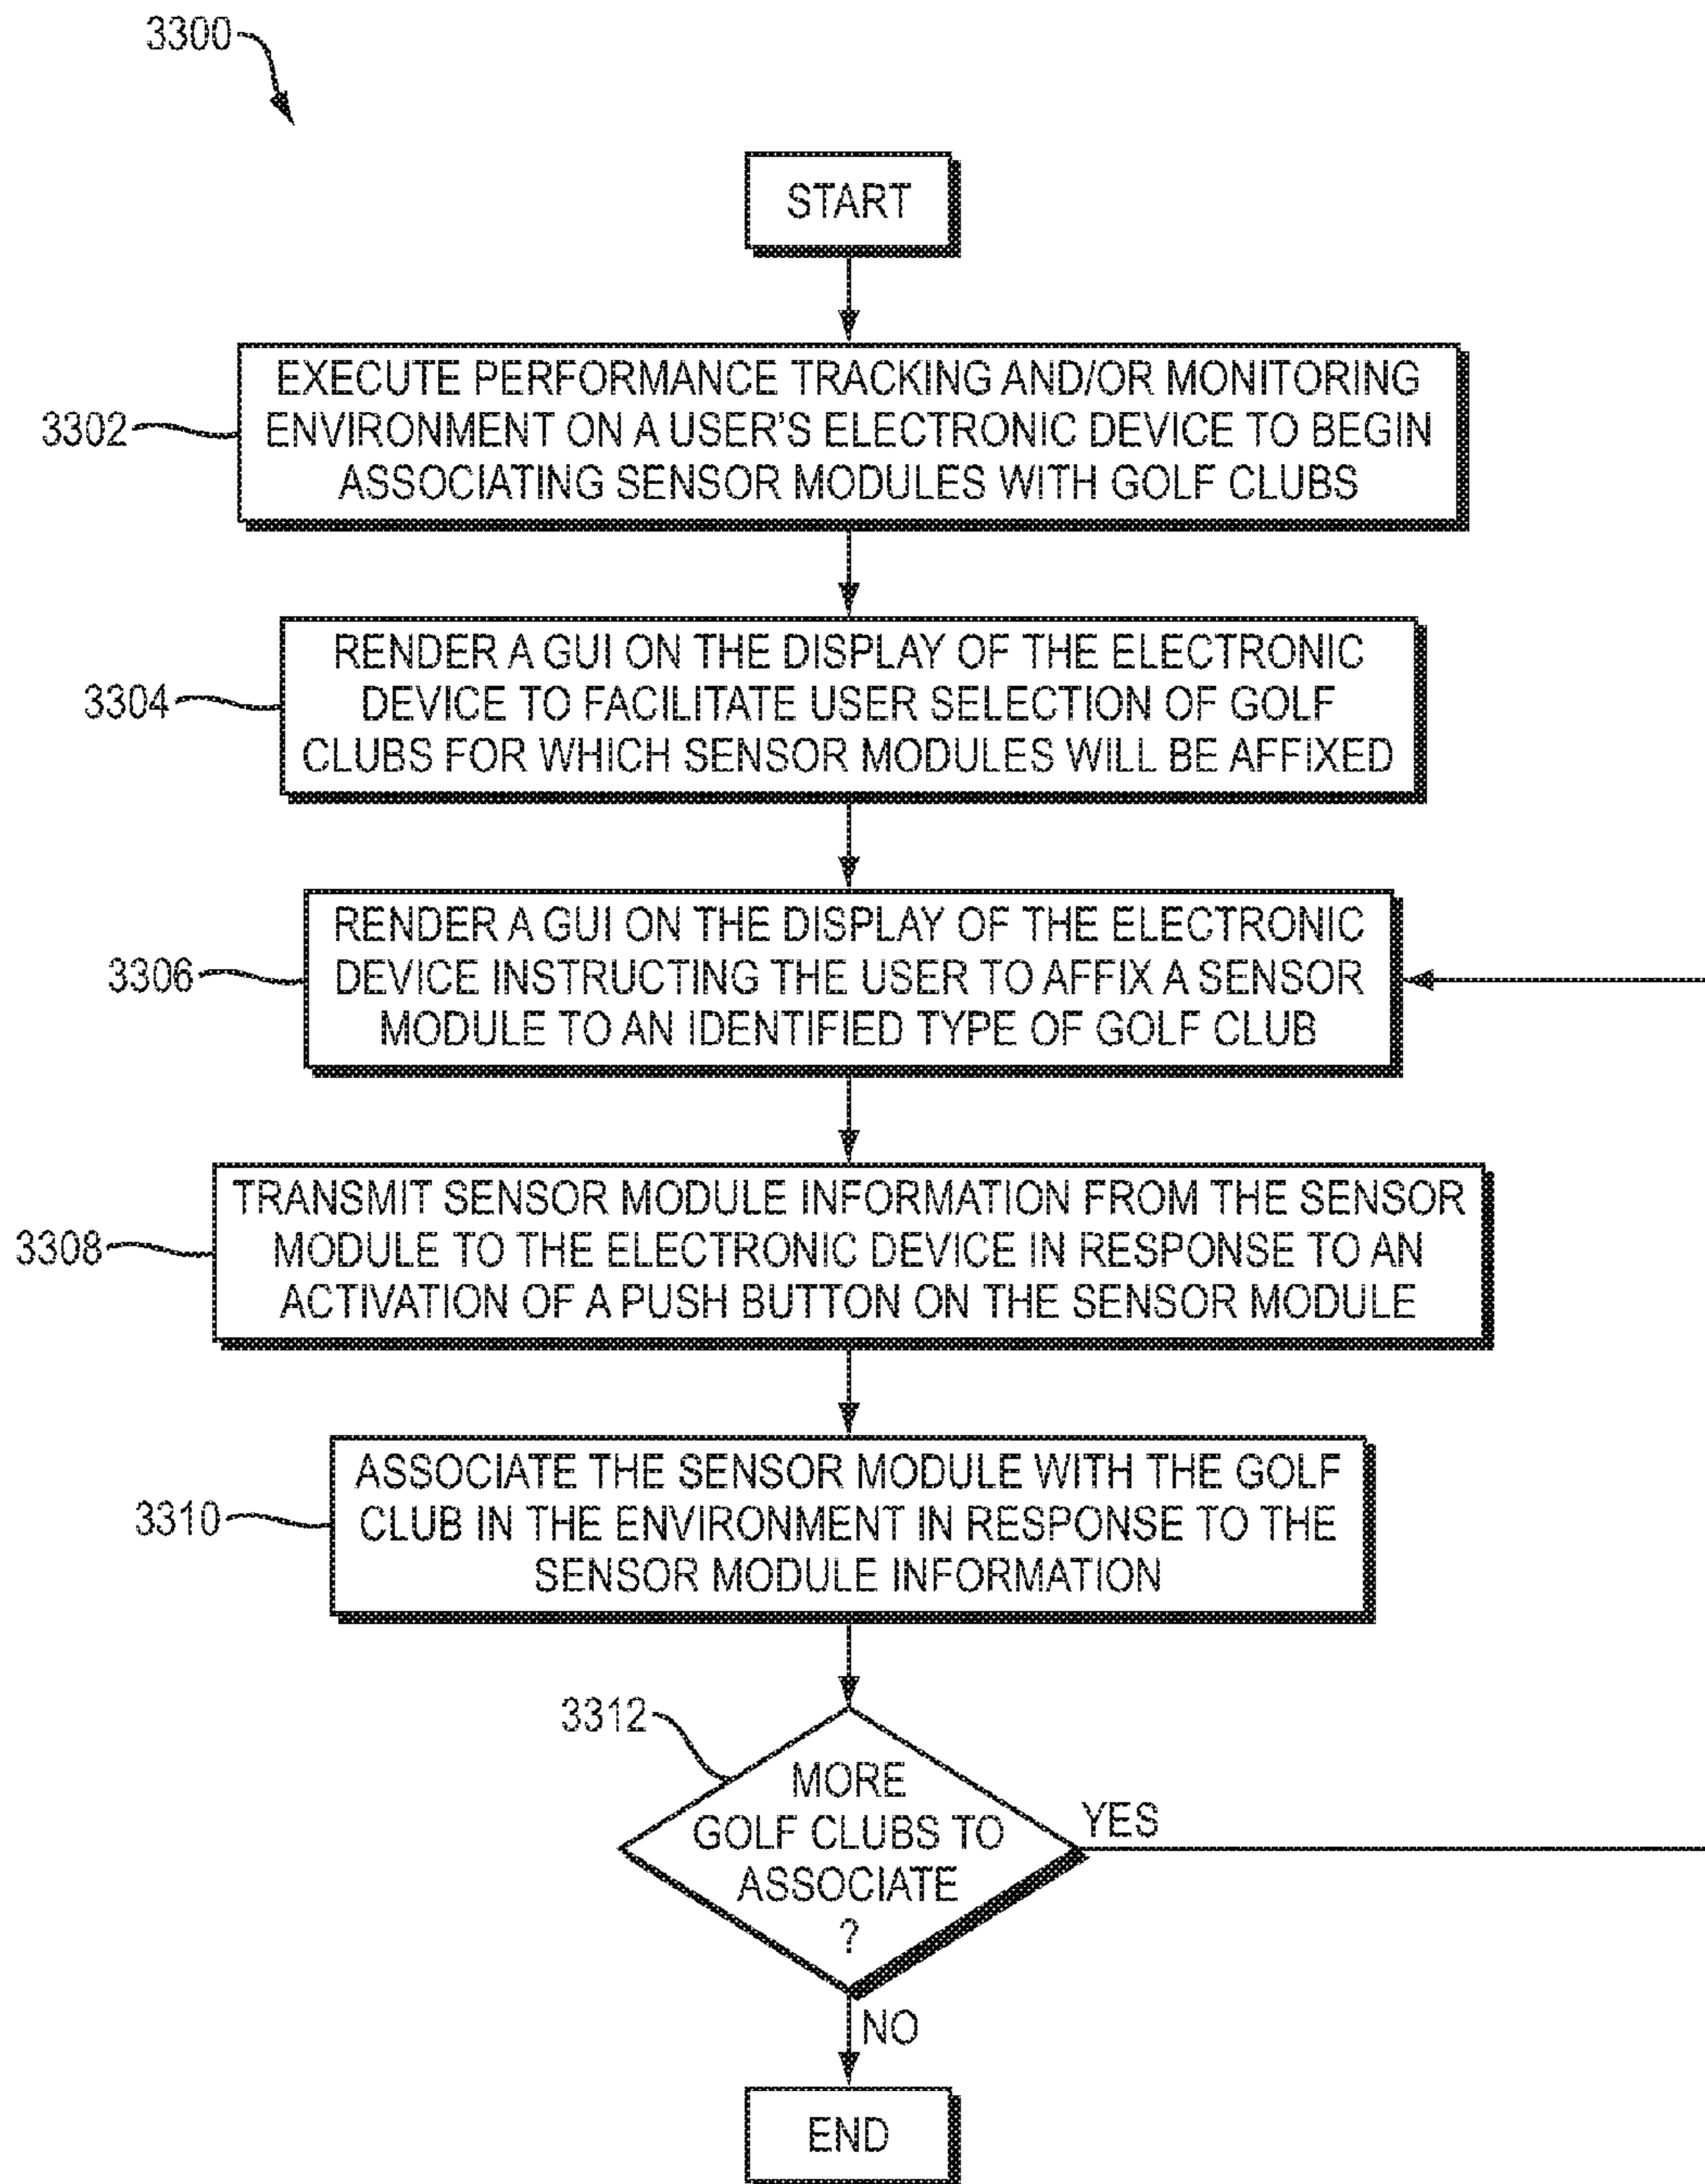 3300
START
3302
EXECUTE PERFORMANCE TRACKING AND/OR MONITORING
ENVIRONMENT ON A USER'S ELECTRONIC DEVICE TO BEGIN
ASSOCIATING SENSOR MODULES WITH GOLF CLUBS
3304
RENDER A GUI ON THE DISPLAY OF THE ELECTRONIC
DEVICE TO FACILITATE USER SELECTION OF GOLF
CLUBS FOR WHICH SENSOR MODULES WILL BE AFFIXED
3306
RENDER A GUI ON THE DISPLAY OF THE ELECTRONIC
DEVICE INSTRUCTING THE USER TO AFFIX A SENSOR
MODULE TO AN IDENTIFIED TYPE OF GOLF CLUB
3308
TRANSMIT SENSOR MODULE INFORMATION FROM THE SENSOR
MODULE TO THE ELECTRONIC DEVICE IN RESPONSE TO AN
ACTIVATION OF A PUSH BUTTON ON THE SENSOR MODULE
3310
ASSOCIATE THE SENSOR MODULE WITH THE GOLF
CLUB IN THE ENVIRONMENT IN RESPONSE TO THE
SENSOR MODULE INFORMATION
3312
MORE
GOLF CLUBS TO
ASSOCIATE
?
YES
NO
END